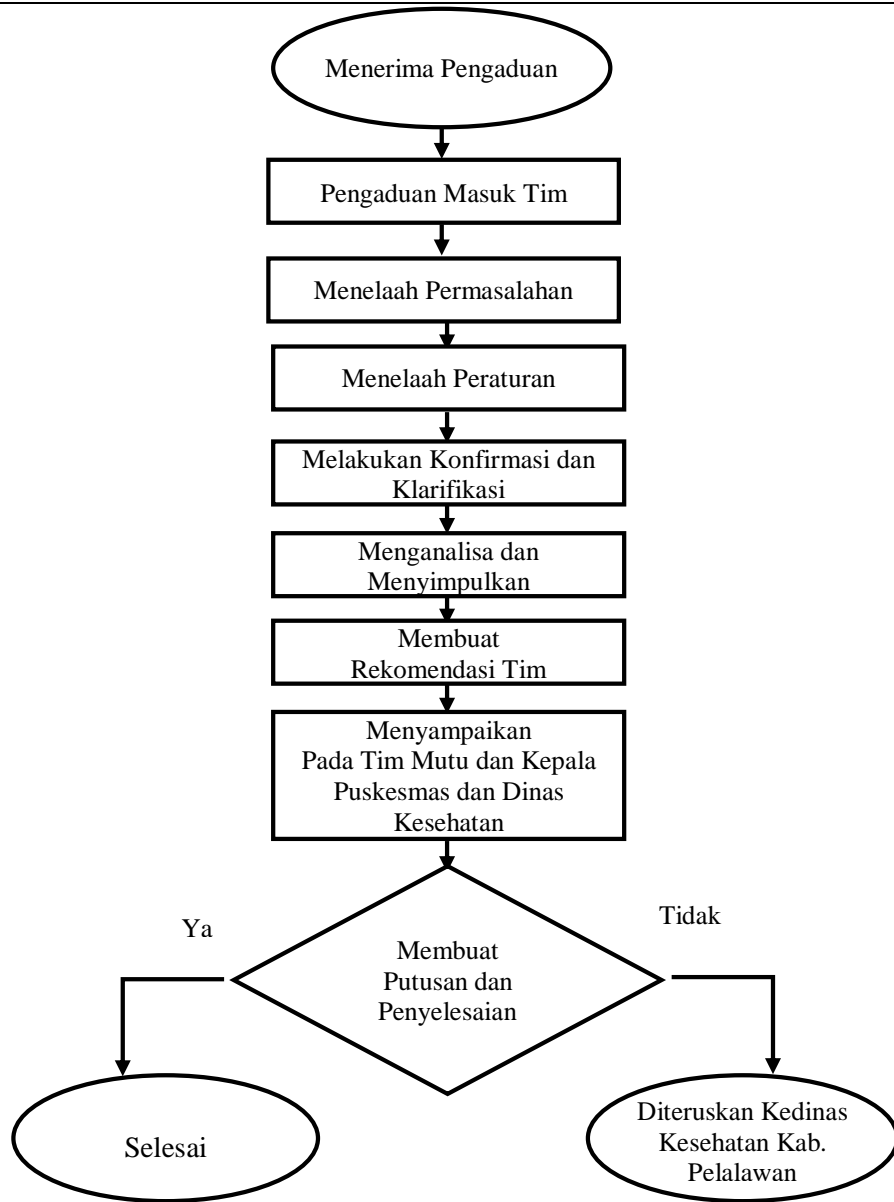 Menerima Pengaduan
Pengaduan Masuk Tim
Menelaah Permasalahan
Menelaah Peraturan
Melakukan Konfirmasi dan
Klarifikasi
Menganalisa dan
Menyimpulkan
Membuat
Rekomendasi Tim
Menyampaikan
Pada Tim Mutu dan Kepala
Puskesmas dan Dinas
Kesehatan
Ya
Tidak
Membuat
Putusan dan
Penyelesaian
Selesai
Diteruskan Kedinas
Kesehatan Kab.
Pelalawan